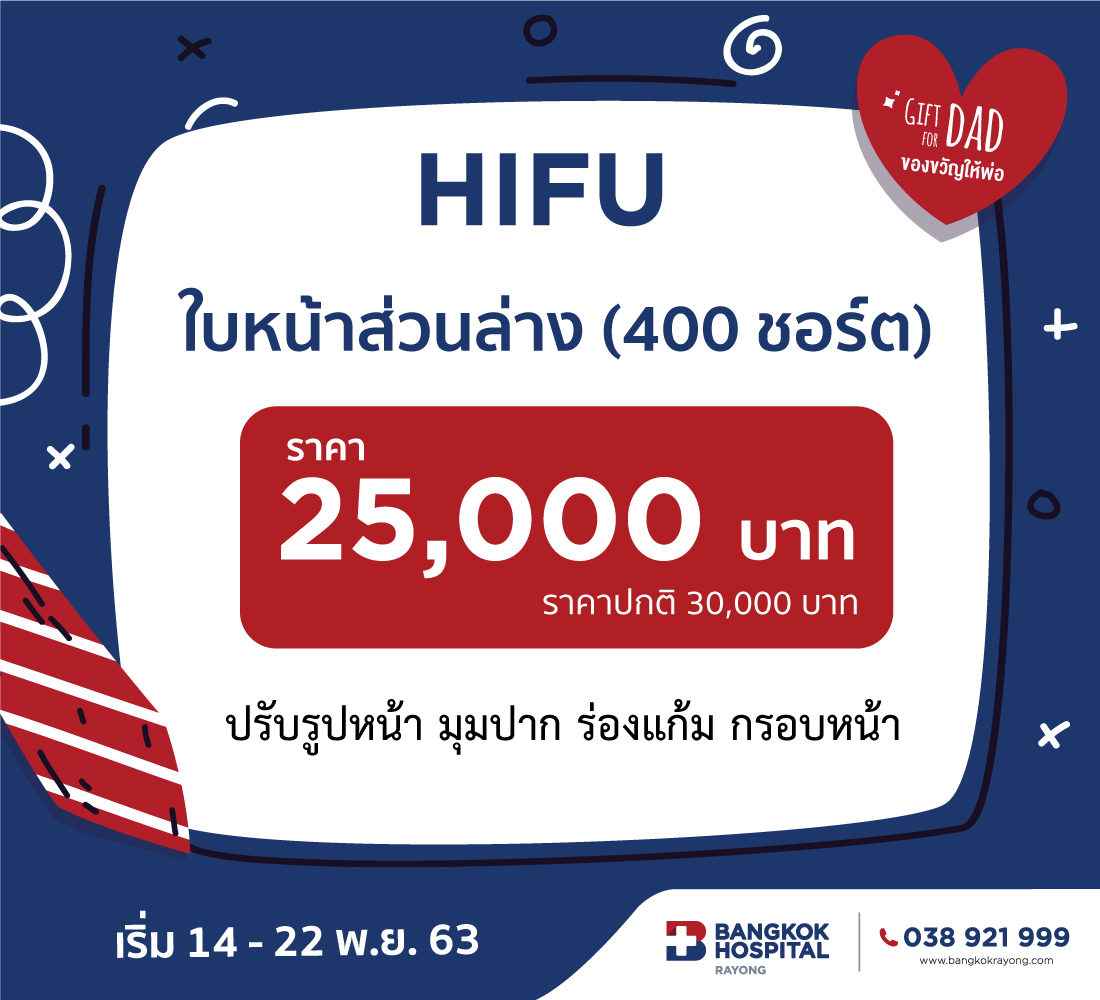 GIFT FOR DAD
ของขวัญให้พ่อ
HIFU
ใบหน้าส่วนล่าง (400 ชอร์ต)
ราคา
25,000 บาท
ราคาปกติ 30,000 บาท
ปรับรูปหน้า มุมปาก ร่องแก้ม กรอบหน้า
เริ่ม 14 - 22 พ.ย. 63
BANGKOK
HOSPITAL
RAYONG
038 921 999
www.bangkokrayong.com